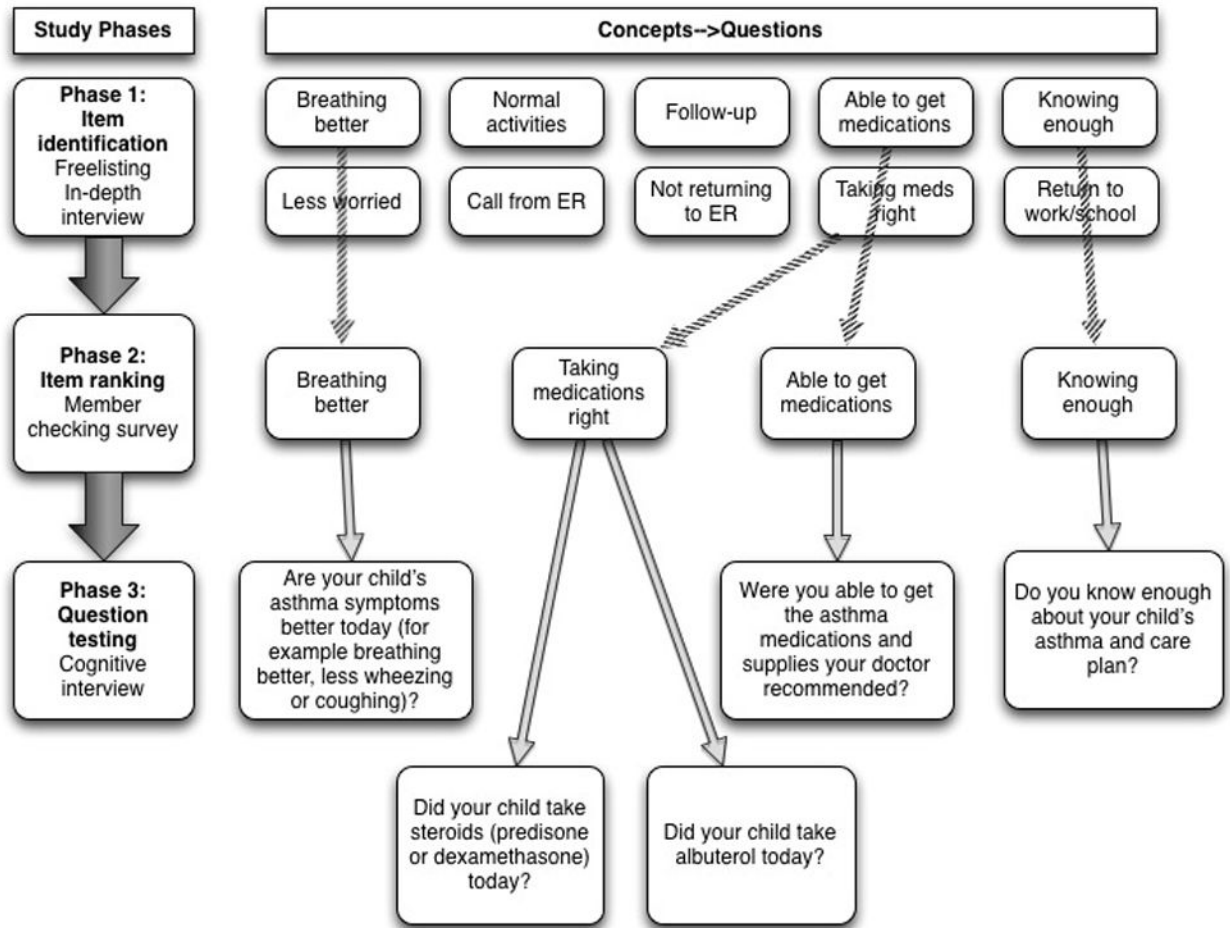 Study Phases
Concepts-->Questions
Phase 1:
Item
identification
Freelisting
In-depth
interview
Breathing
better
Normal
activities
Follow-up
Able to get
medications
Knowing
enough
Less worried
Call from ER
Not returning
to ER
Taking meds
right
Return to
work/school
Phase 2:
Item ranking
Member
checking survey
Breathing
better
Taking
medications
right
Able to get
medications
Knowing
enough
Phase 3:
Question
testing
Cognitive
interview
Are your child's
asthma symptoms
better today (for
example breathing
better, less wheezing
or coughing)?
Were you able to get
the asthma
medications and
supplies your doctor
recommended?
Do you know enough
about your child's
asthma and care
plan?
Did your child take
steroids (predisone
or dexamethasone)
today?
Did your child take
albuterol today?